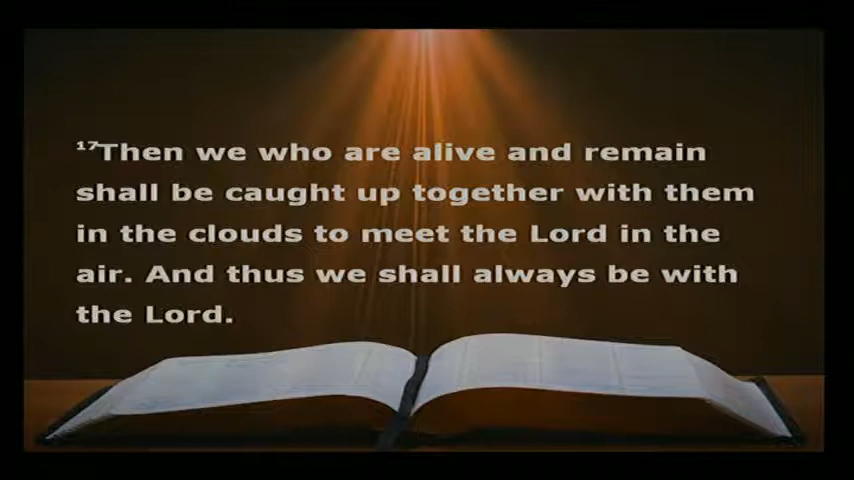 ¹⁷Then we who are alive and remain
shall be caught up together with them
in the clouds to meet the Lord in the
air. And thus we shall always be with
the Lord.